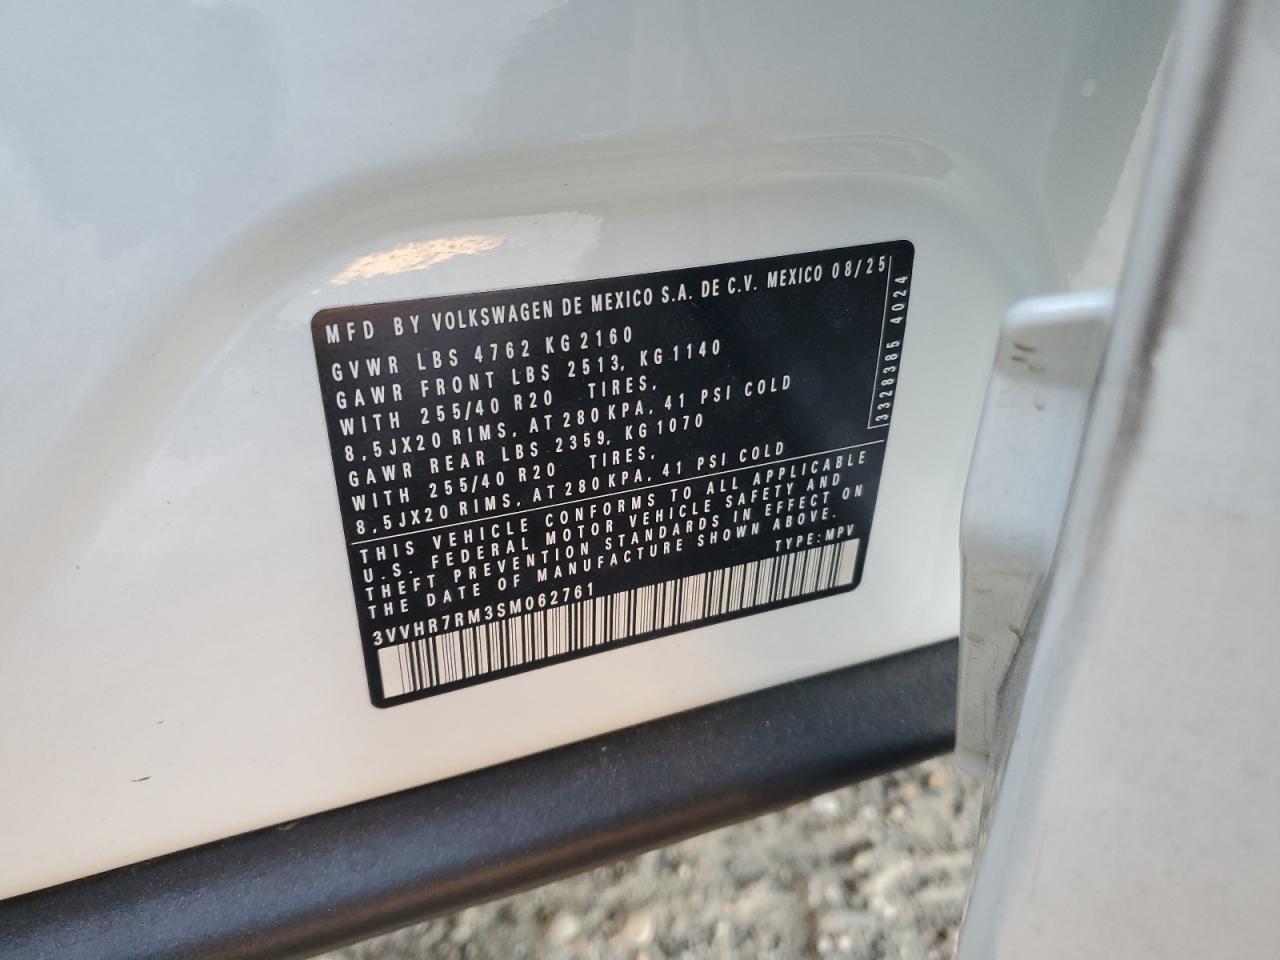 MFD BY VOLKSWAGEN DE MEXICO S.A. DE C.V. MEXICO 08/25
GVWR LBS 4762 KG 2160
GAWR FRONT LBS 2513, KG 1140
WITH 255/40 R20 TIRES,
8,5JX20 RIMS, AT 280 KPA, 41 PSI COLD
GAWR REAR LBS 2359, KG 1070
WITH 255/40 R20 TIRES,
8,5JX20 RIMS, AT 280 KPA, 41 PSI COLD
3328385 4024
THIS VEHICLE CONFORMS TO ALL APPLICABLE
U.S. FEDERAL MOTOR VEHICLE SAFETY AND
THEFT PREVENTION STANDARDS IN EFFECT ON
THE DATE OF MANUFACTURE SHOWN ABOVE.
3VVHR7RM3SM062761 TYPE: MPV